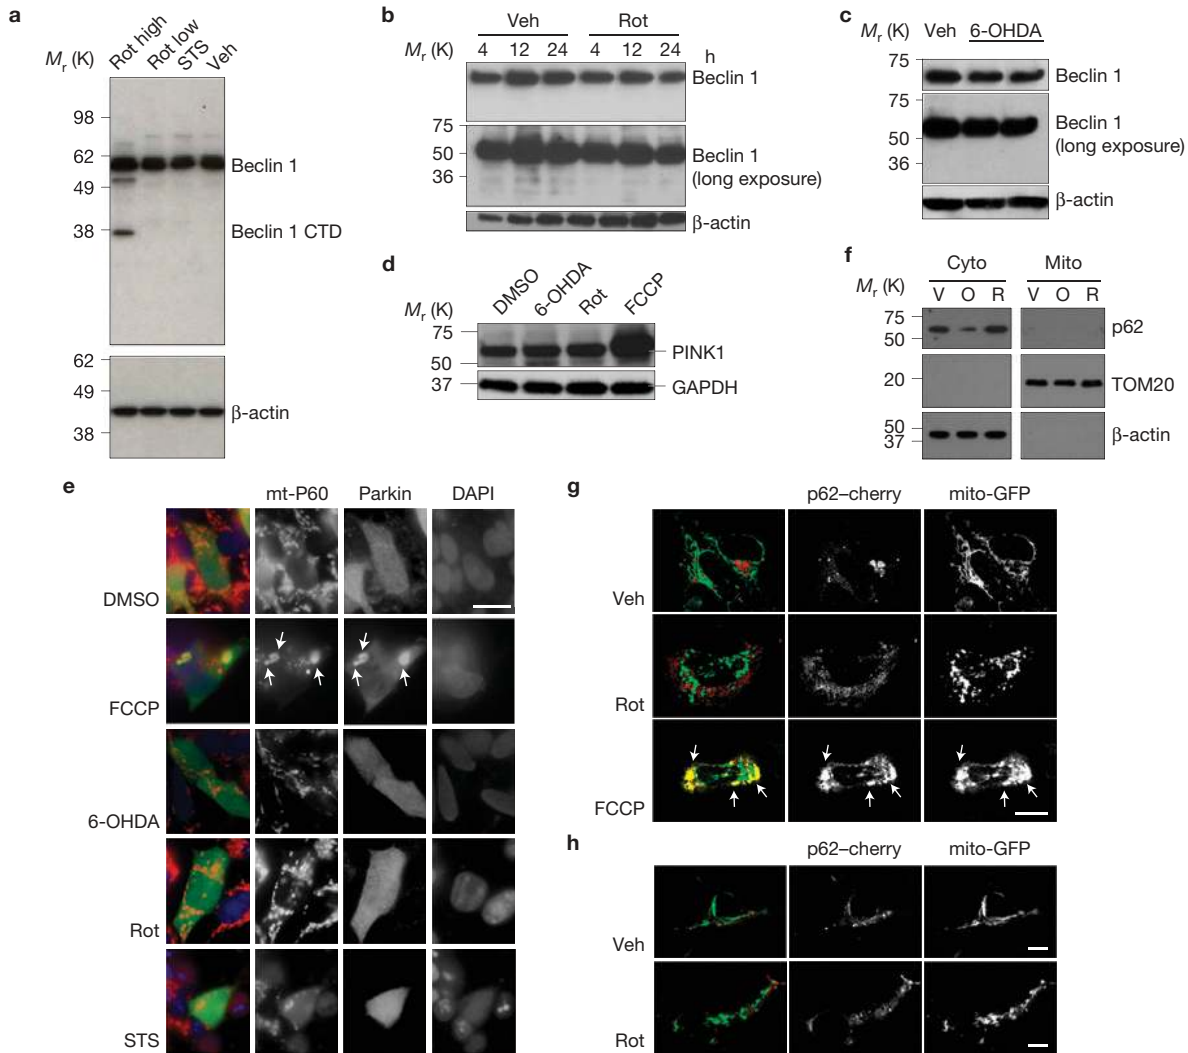 a
Rot high
Rot low
STS
Veh
Mr (K)
98
62
49
38
Beclin 1
Beclin 1 CTD
62
49
38
β-actin
b
Veh Rot
Mr (K) 4 12 24 4 12 24 h
Beclin 1
75
50
36
Beclin 1
(long exposure)
β-actin
c
Mr (K) Veh 6-OHDA
75
Beclin 1
75
50
36
Beclin 1
(long exposure)
β-actin
d
DMSO
6-OHDA
Rot
FCCP
Mr (K)
75
50
37
PINK1
GAPDH
f
Cyto Mito
Mr (K) V O R V O R
75
50
p62
20
TOM20
50
37
β-actin
e
mt-P60 Parkin DAPI
DMSO
FCCP
6-OHDA
Rot
STS
g
p62–cherry mito-GFP
Veh
Rot
FCCP
h
p62–cherry mito-GFP
Veh
Rot